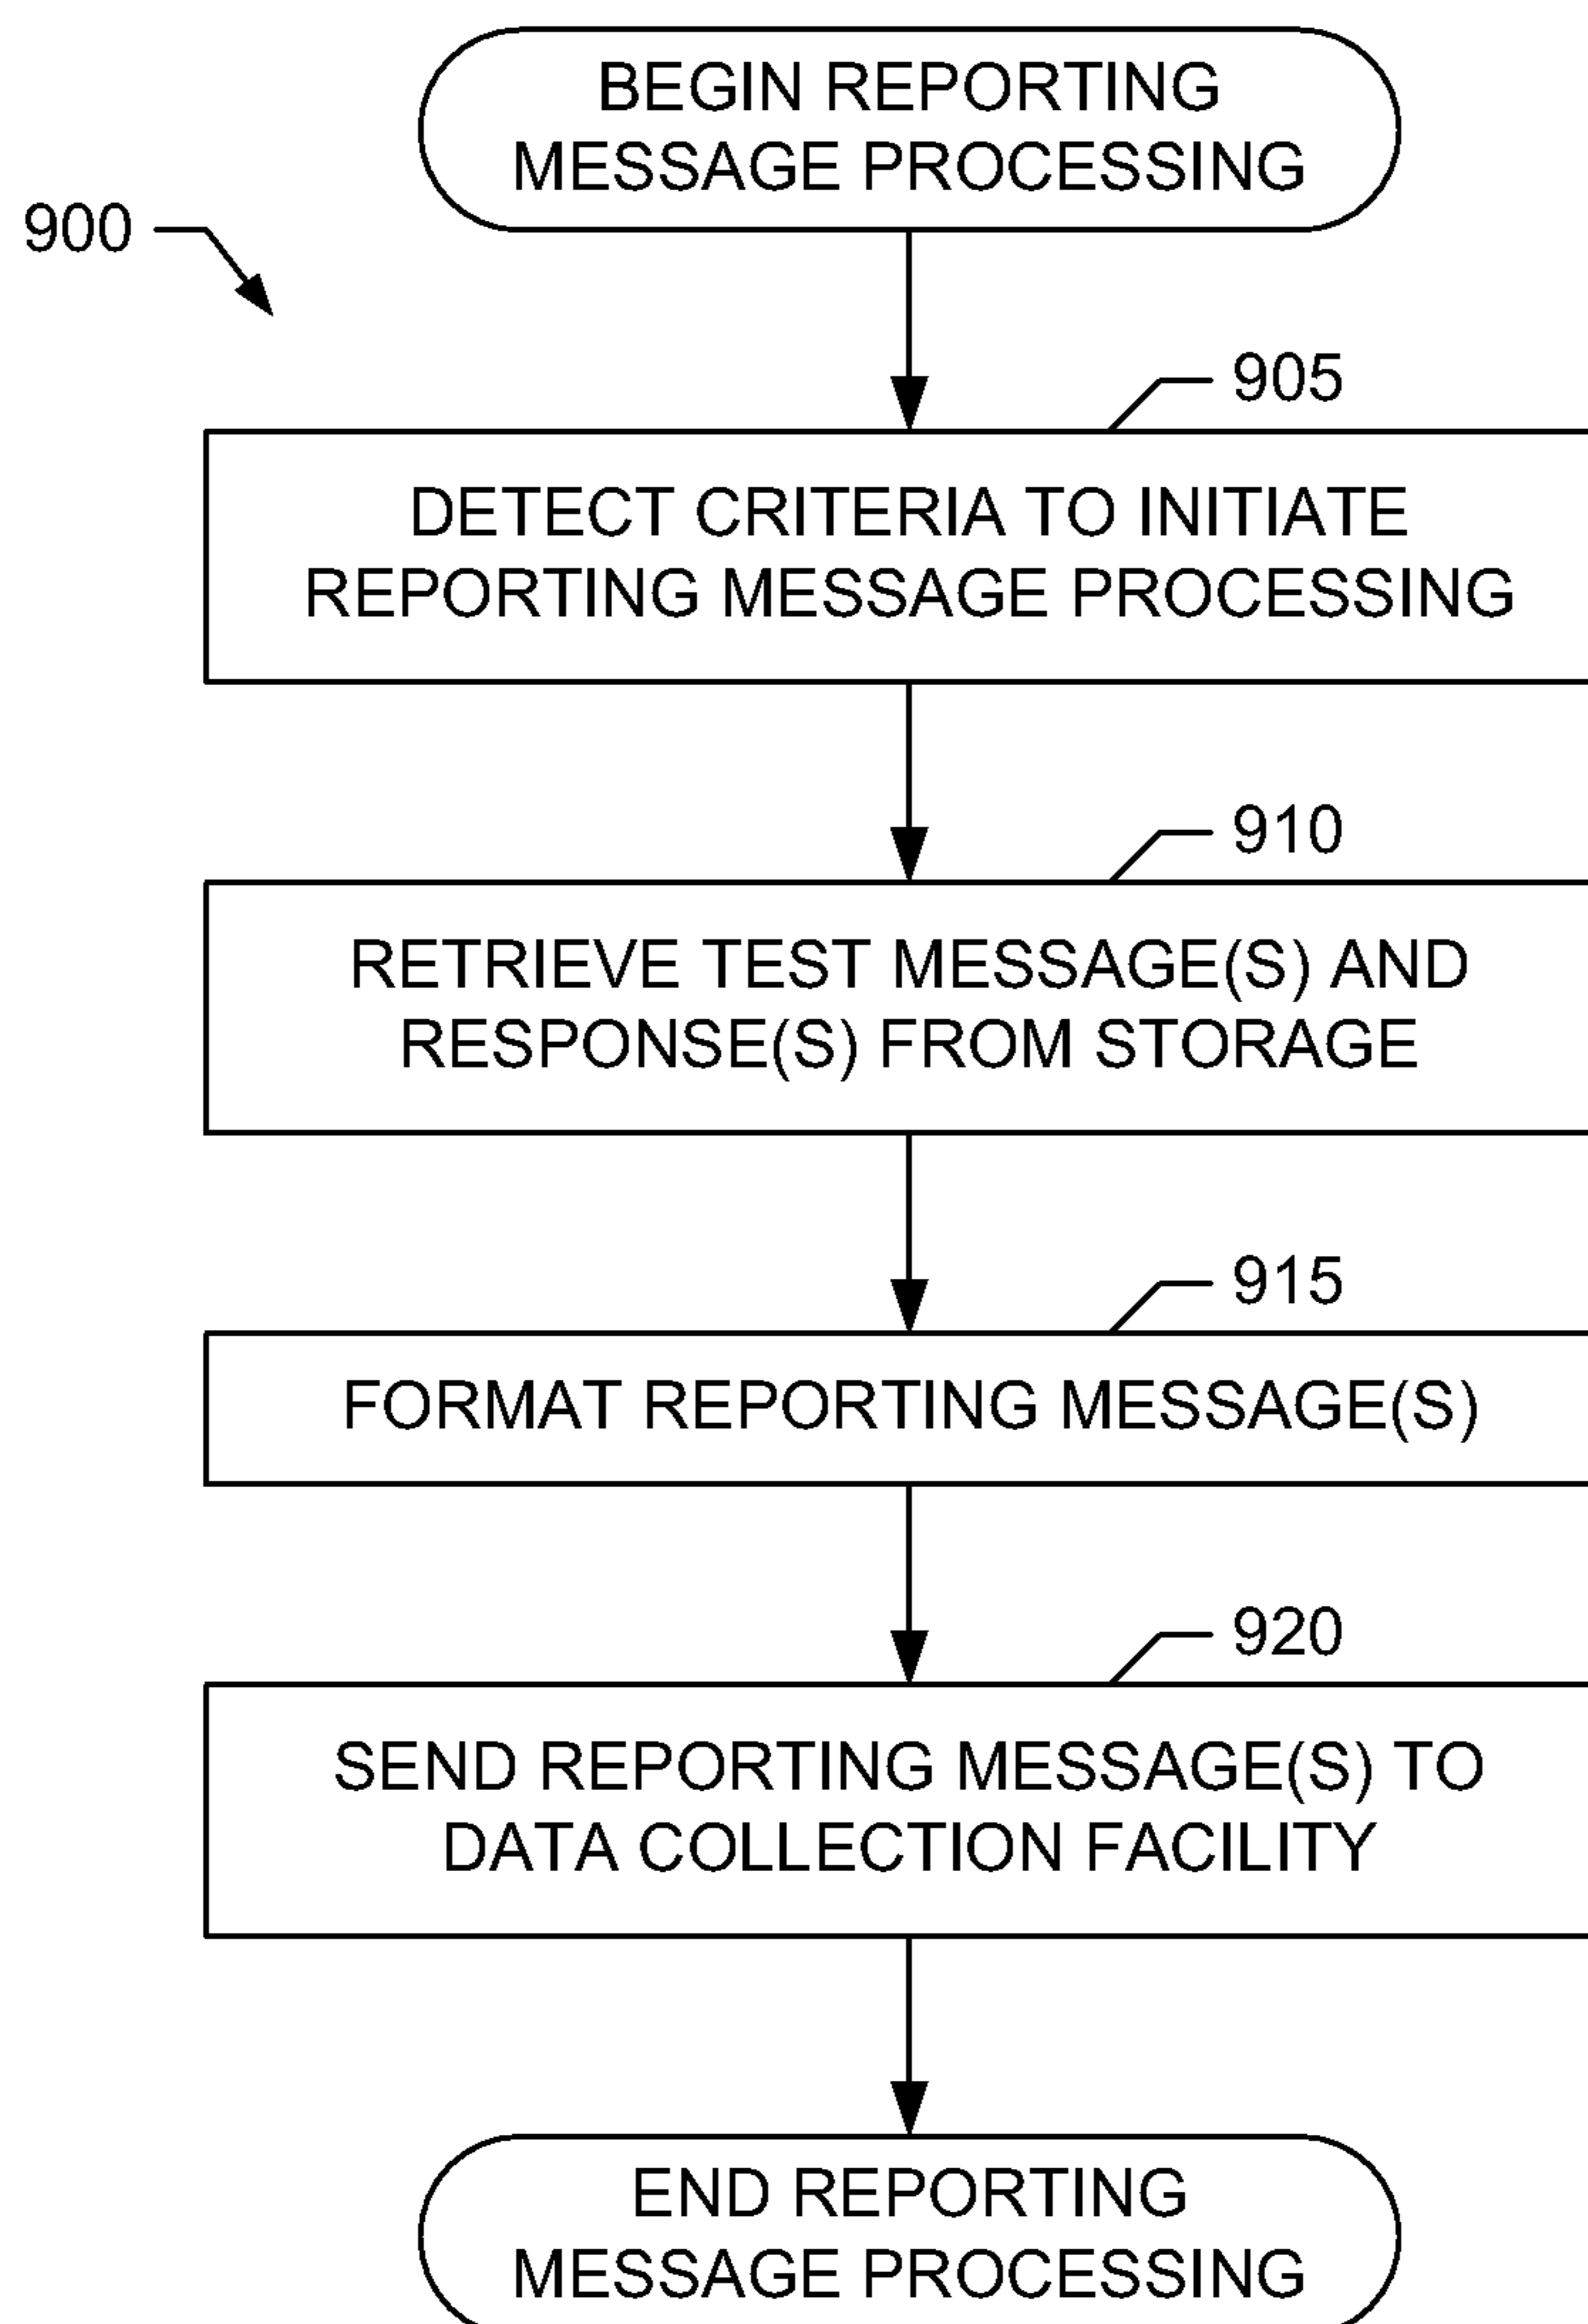 BEGIN REPORTING
MESSAGE PROCESSING
900
905
DETECT CRITERIA TO INITIATE
REPORTING MESSAGE PROCESSING
910
RETRIEVE TEST MESSAGE(S) AND
RESPONSE(S) FROM STORAGE
915
FORMAT REPORTING MESSAGE(S)
920
SEND REPORTING MESSAGE(S) TO
DATA COLLECTION FACILITY
END REPORTING
MESSAGE PROCESSING